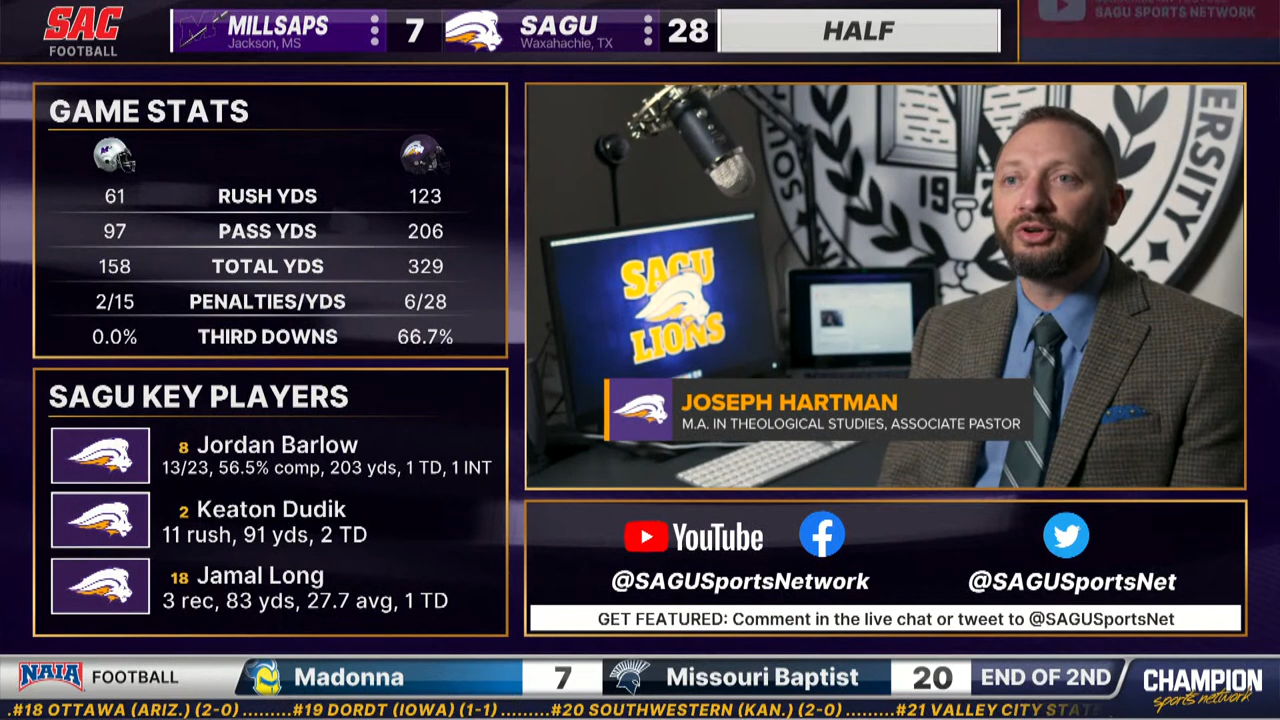 SAC
FOOTBALL
MILLSAPS
Jackson, MS
7
SAGU
Waxahachie, TX
28
HALF
SAGU SPORTS NETWORK
GAME STATS
61 RUSH YDS 123
97 PASS YDS 206
158 TOTAL YDS 329
2/15 PENALTIES/YDS 6/28
0.0% THIRD DOWNS 66.7%
SAGU KEY PLAYERS
8 Jordan Barlow
13/23, 56.5% comp, 203 yds, 1 TD, 1 INT
2 Keaton Dudik
11 rush, 91 yds, 2 TD
18 Jamal Long
3 rec, 83 yds, 27.7 avg, 1 TD
ERSITY
19
SAGU
LIONS
JOSEPH HARTMAN
M.A. IN THEOLOGICAL STUDIES, ASSOCIATE PASTOR
YouTube
@SAGUSportsNetwork
@SAGUSportsNet
GET FEATURED: Comment in the live chat or tweet to @SAGUSportsNet
NAIA FOOTBALL
Madonna 7
Missouri Baptist 20
END OF 2ND
CHAMPION
sports network
.#18 OTTAWA (ARIZ.) (2-0) .........#19 DORDT (IOWA) (1-1) .........#20 SOUTHWESTERN (KAN.) (2-0) .........#21 VALLEY CITY STAT